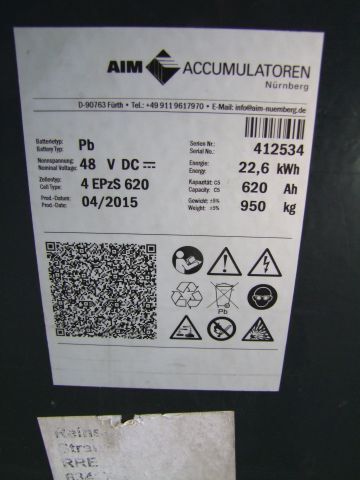 AIM ACCUMULATOREN
Nürnberg
D-90763 Fürth • Tel.: +49 911 9617970 • E-Mail: info@aim-nuernberg.de
Batterietyp: Pb Serien Nr.: 412534
Battery Typ: Serial No.:
Nennspannung: 48 V DC Energie: 22,6 kWh
Nominal Voltage: Energy:
Zellentyp: 4 EPzS 620 Kapazität: C5 620 Ah
Cell Type: Capacity: C5
Prod.-Datum: 04/2015 Gewicht: ±5% 950 kg
Prod.-Date: Weight: ±5%
Pb